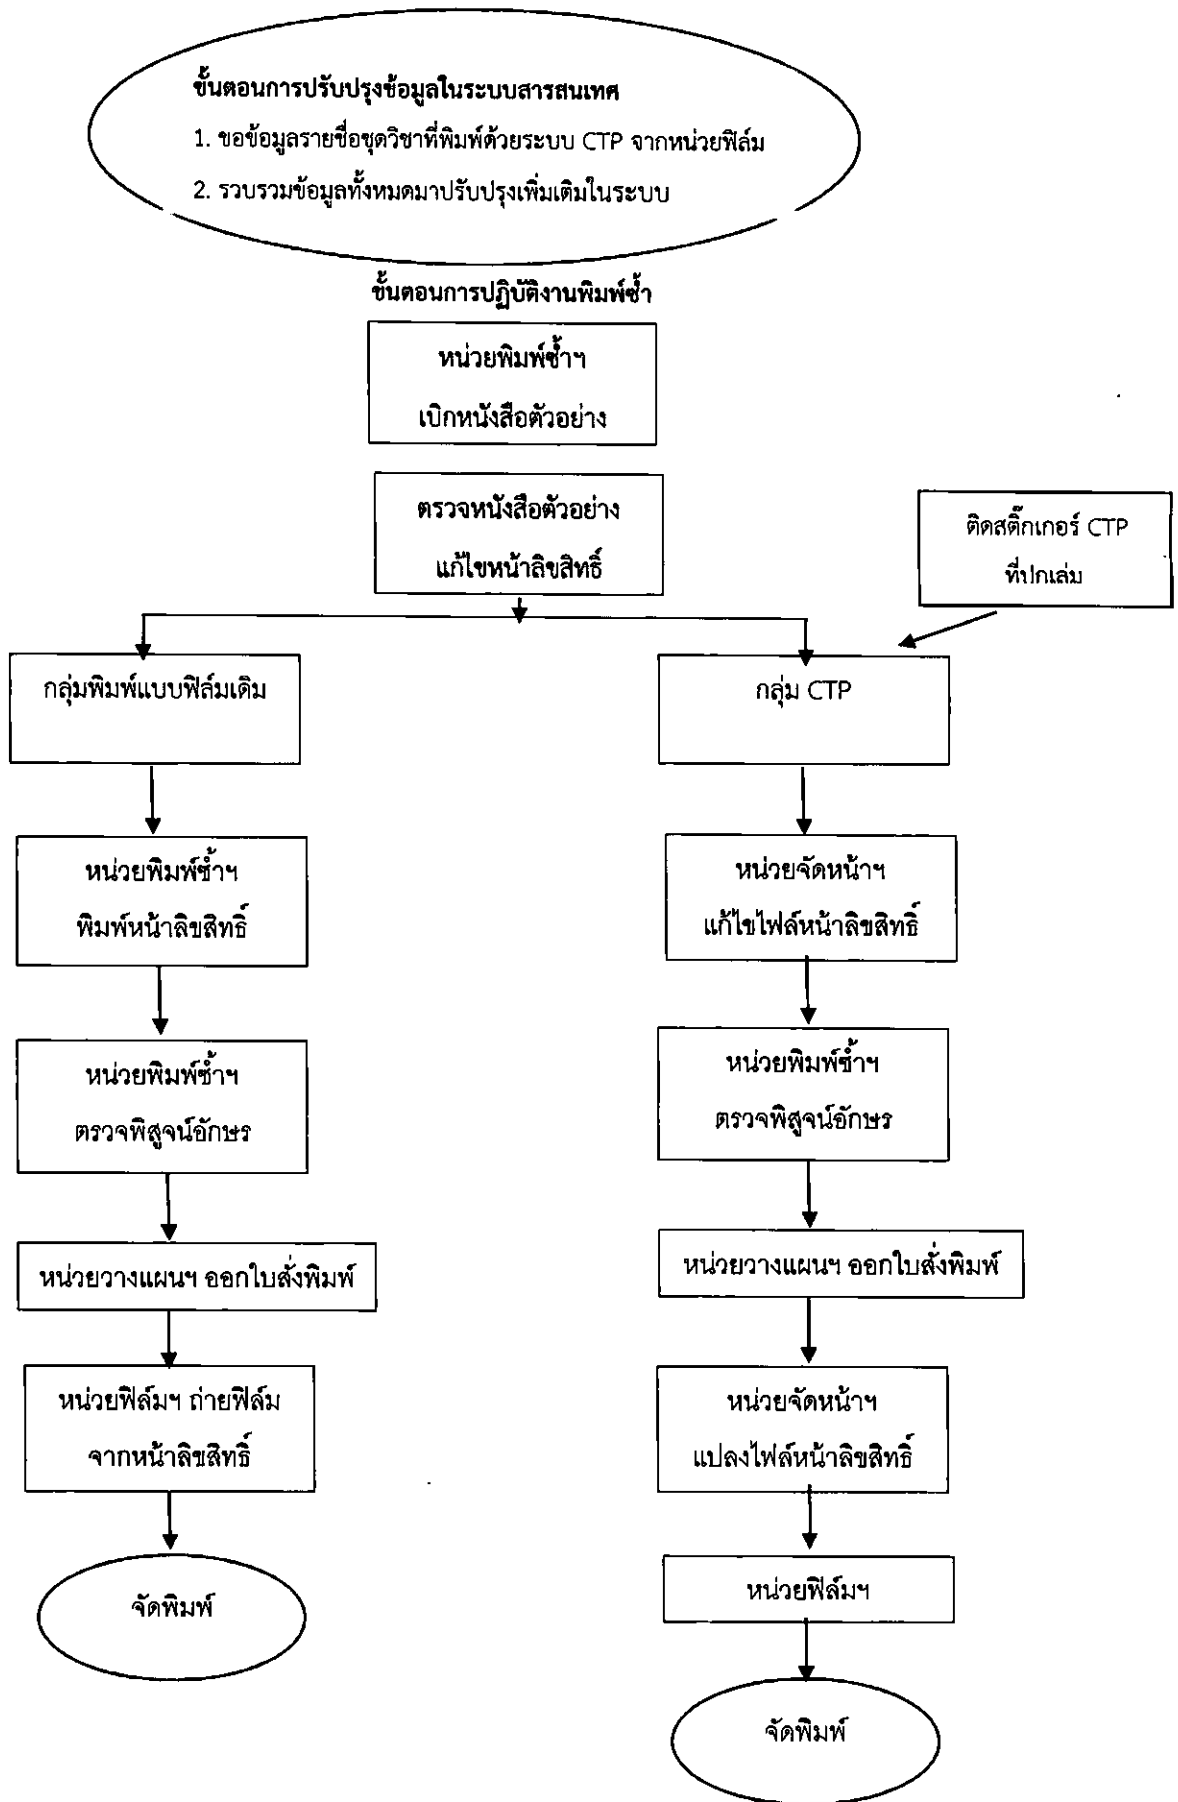 ขั้นตอนการปรับปรุงข้อมูลในระบบสารสนเทศ
1. ขอข้อมูลรายชื่อชุดวิชาที่พิมพ์ด้วยระบบ CTP จากหน่วยฟิล์ม
2. รวบรวมข้อมูลทั้งหมดมาปรับปรุงเพิ่มเติมในระบบ
ขั้นตอนการปฏิบัติงานพิมพ์ซ้ำ
หน่วยพิมพ์ซ้ำฯ
เบิกหนังสือตัวอย่าง
ตรวจหนังสือตัวอย่าง
แก้ไขหน้าลิขสิทธิ์
ติดสติ๊กเกอร์ CTP
ที่ปกเล่ม
กลุ่มพิมพ์แบบฟิล์มเดิม
หน่วยพิมพ์ซ้ำฯ
พิมพ์หน้าลิขสิทธิ์
หน่วยพิมพ์ซ้ำฯ
ตรวจพิสูจน์อักษร
หน่วยวางแผนฯ ออกใบสั่งพิมพ์
หน่วยฟิล์มฯ ถ่ายฟิล์ม
จากหน้าลิขสิทธิ์
จัดพิมพ์
กลุ่ม CTP
หน่วยจัดหน้าฯ
แก้ไขไฟล์หน้าลิขสิทธิ์
หน่วยพิมพ์ซ้ำฯ
ตรวจพิสูจน์อักษร
หน่วยวางแผนฯ ออกใบสั่งพิมพ์
หน่วยจัดหน้าฯ
แปลงไฟล์หน้าลิขสิทธิ์
หน่วยฟิล์มฯ
จัดพิมพ์